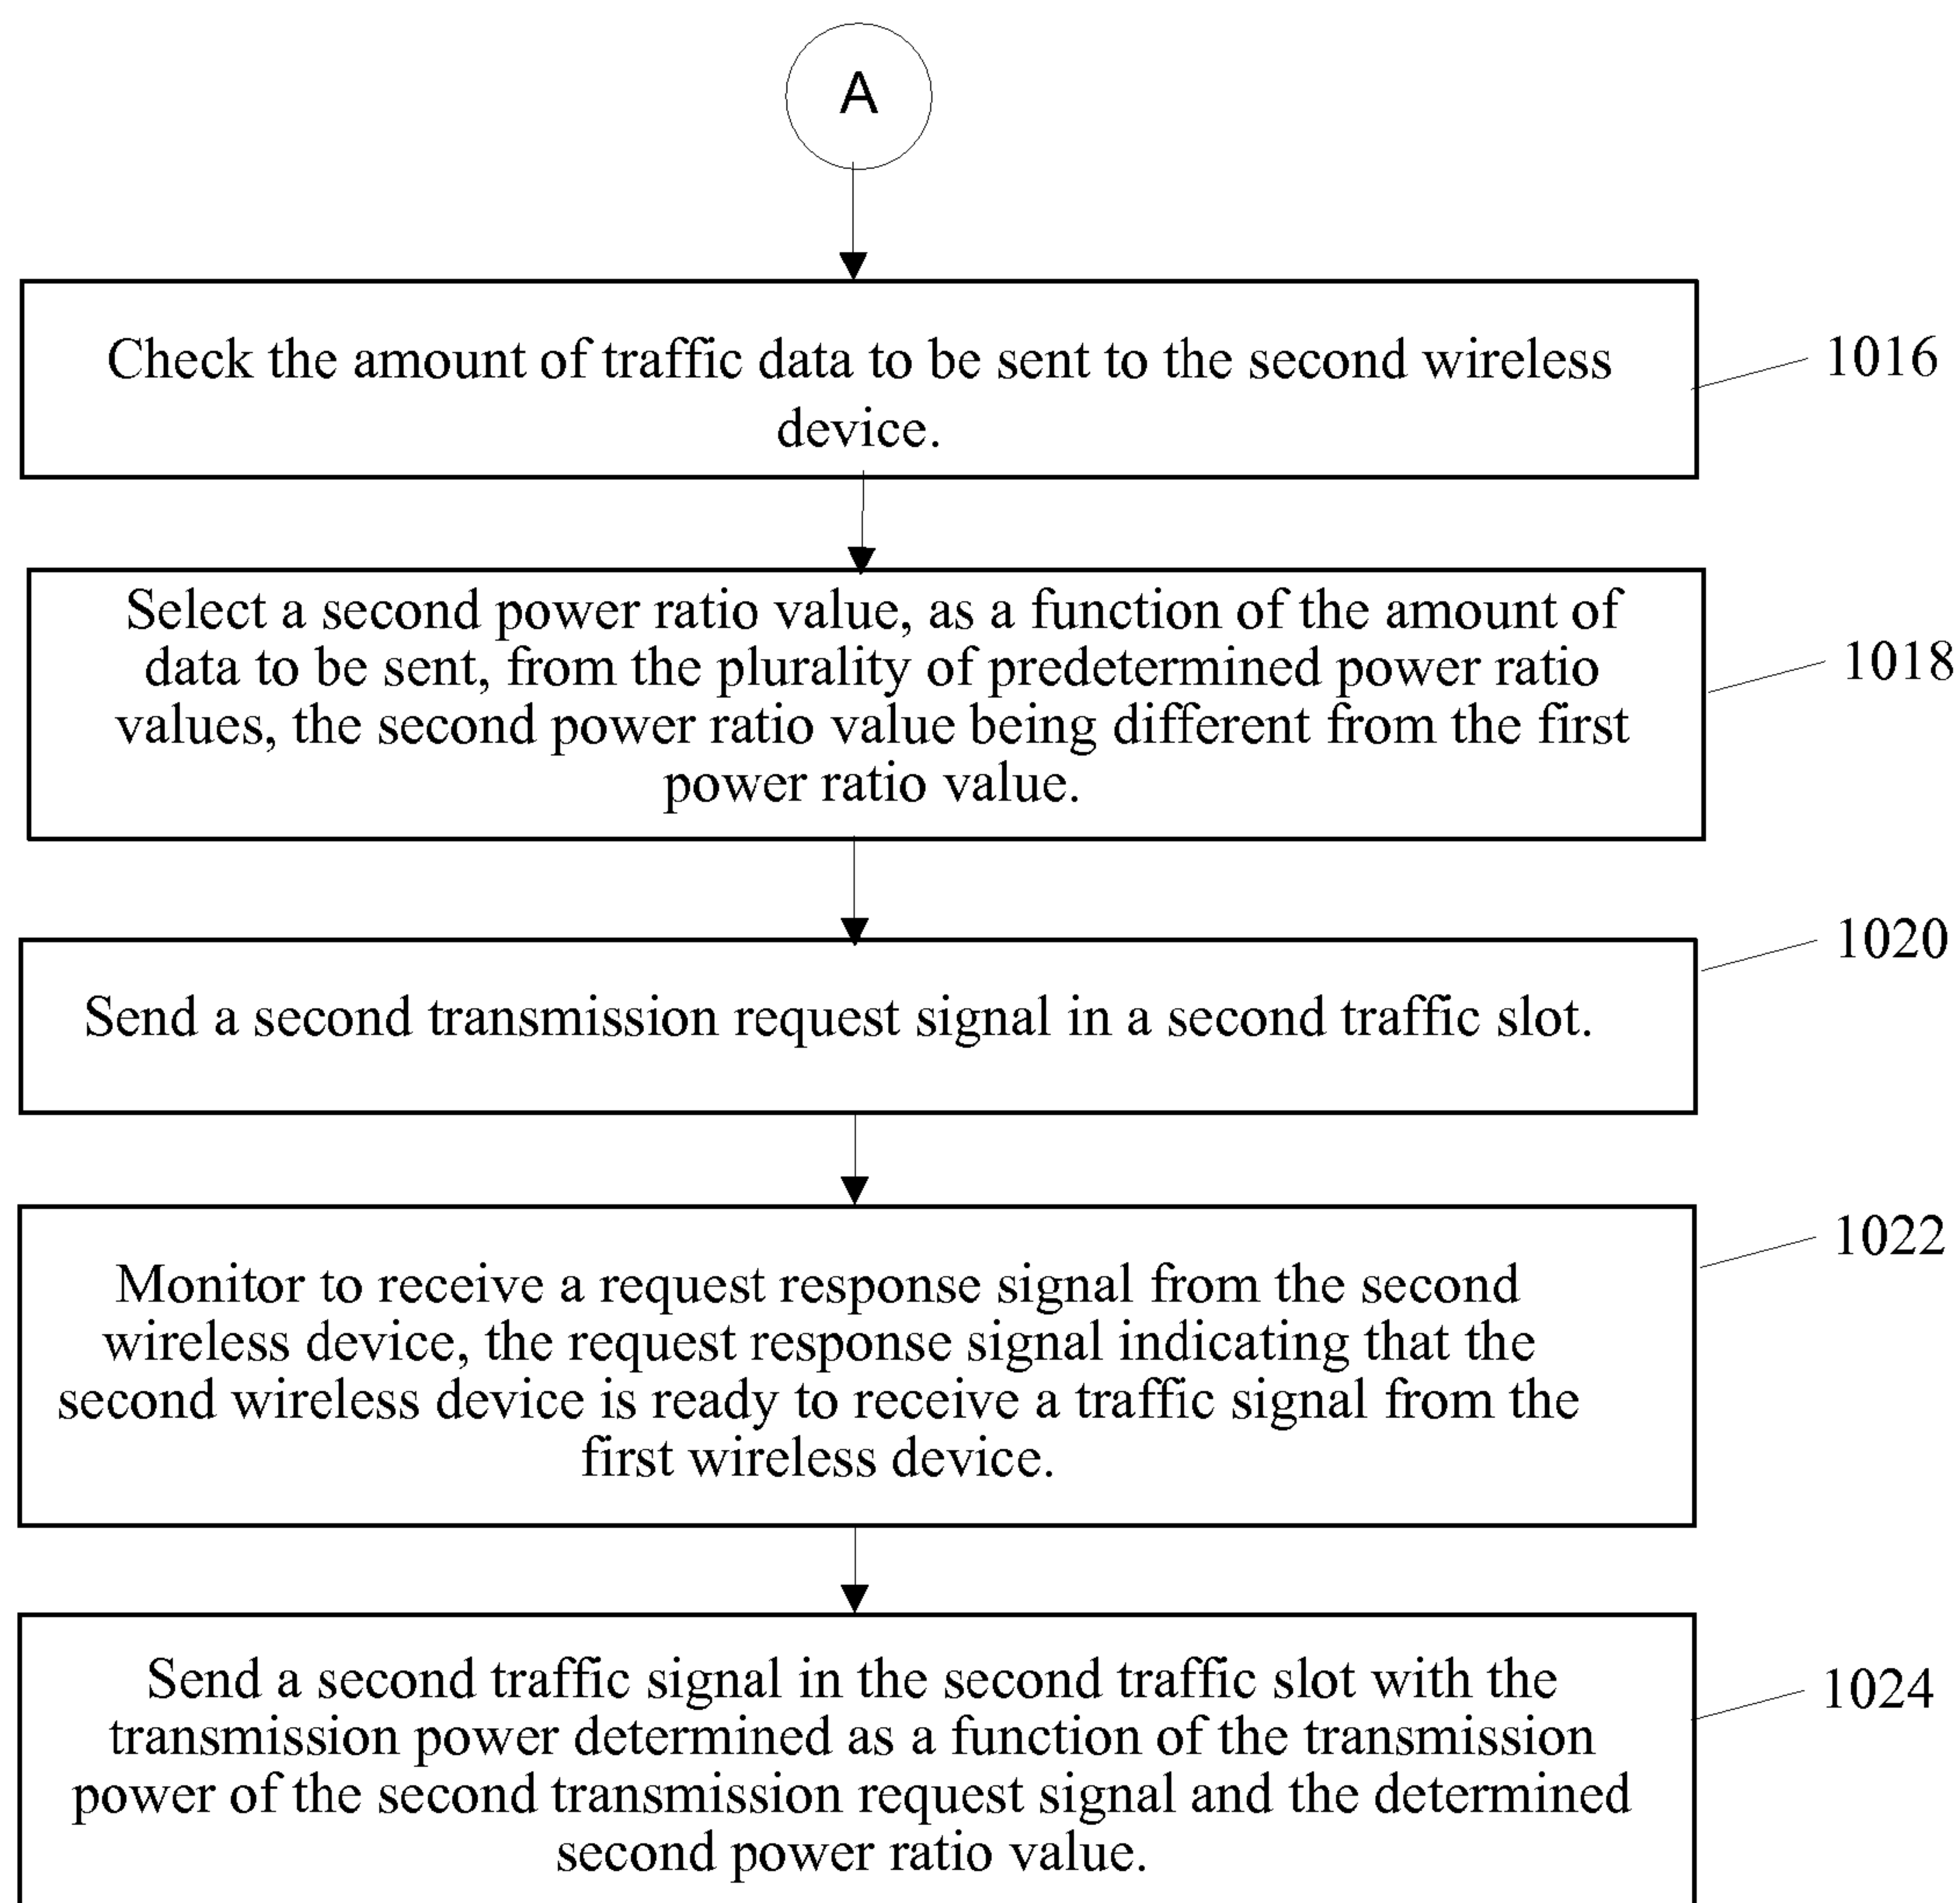 A
Check the amount of traffic data to be sent to the second wireless
device.
1016
Select a second power ratio value, as a function of the amount of
data to be sent, from the plurality of predetermined power ratio
values, the second power ratio value being different from the first
power ratio value.
1018
Send a second transmission request signal in a second traffic slot.
1020
Monitor to receive a request response signal from the second
wireless device, the request response signal indicating that the
second wireless device is ready to receive a traffic signal from the
first wireless device.
1022
Send a second traffic signal in the second traffic slot with the
transmission power determined as a function of the transmission
power of the second transmission request signal and the determined
second power ratio value.
1024